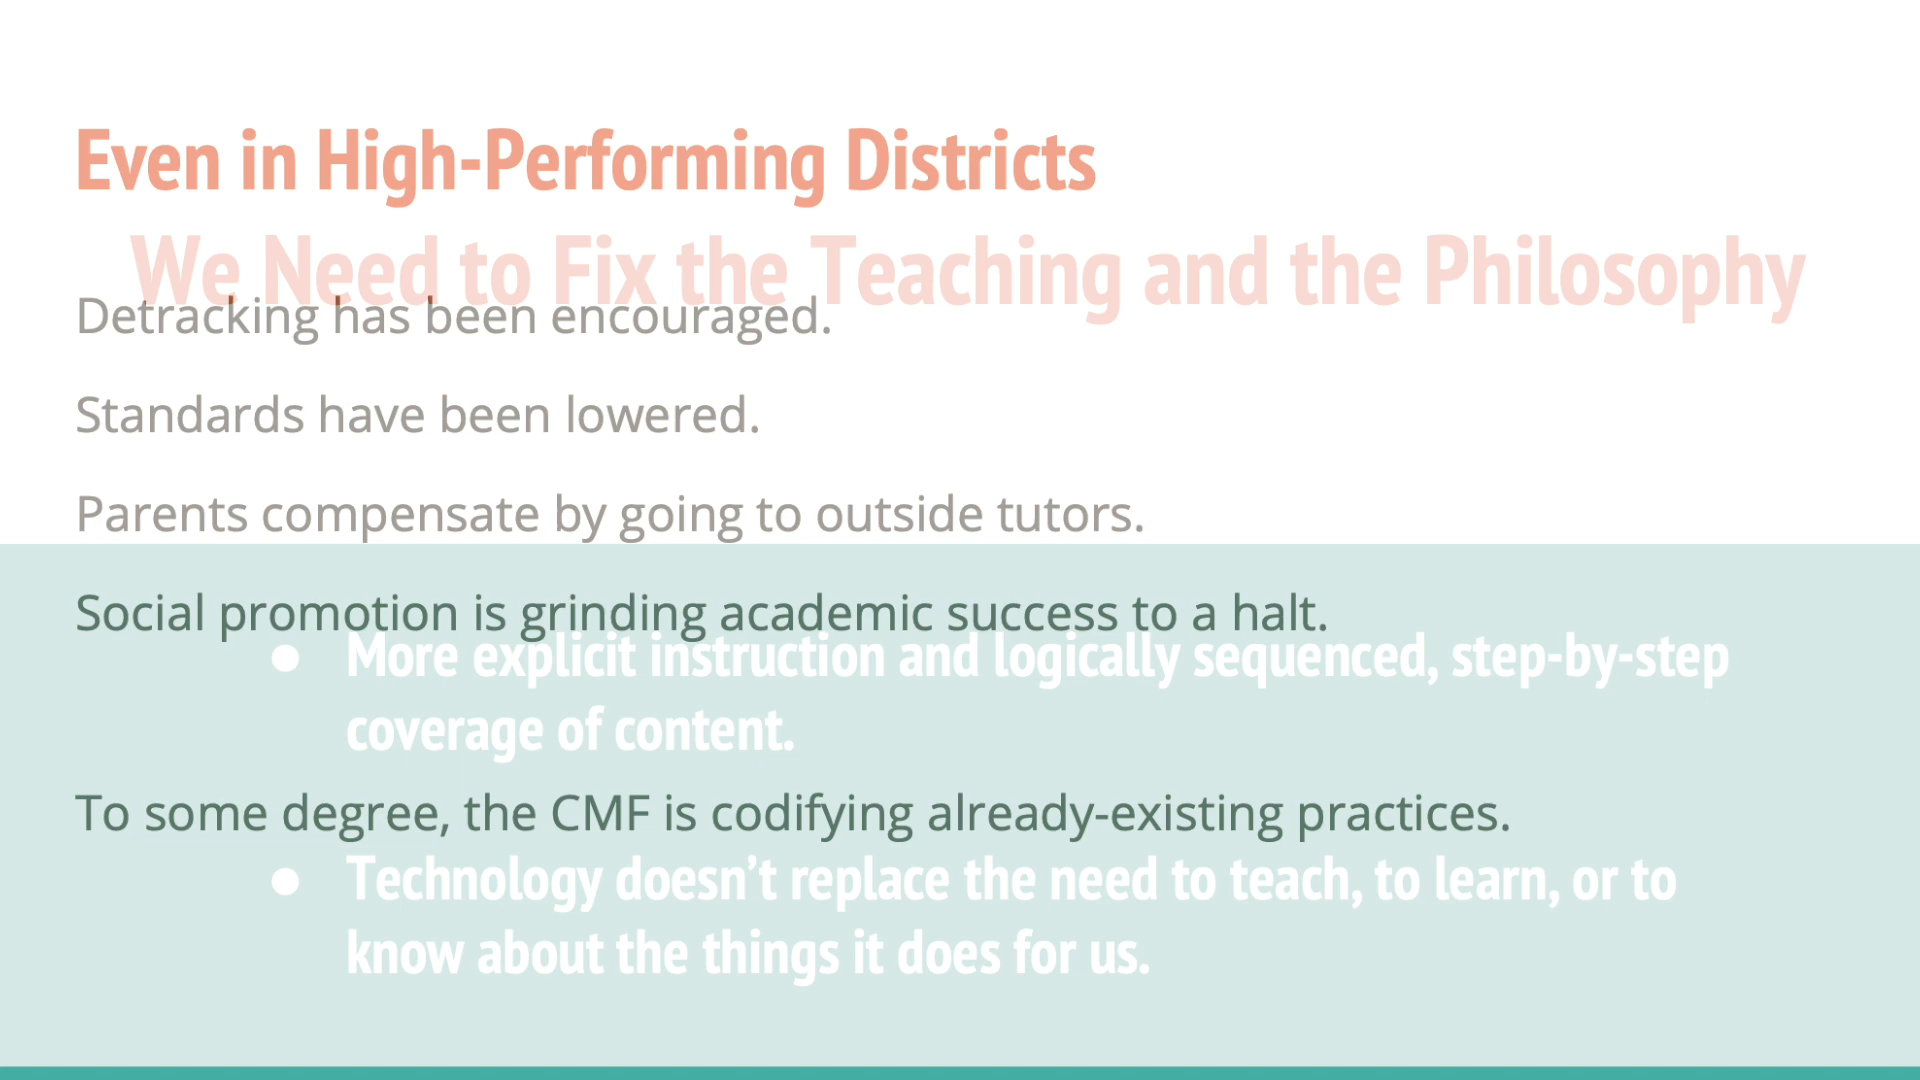 Even in High-Performing Districts
We Need to Fix the Teaching and the Philosophy
Detracking has been encouraged.
Standards have been lowered.
Parents compensate by going to outside tutors.
Social promotion is grinding academic success to a halt.
● More explicit instruction and logically sequenced, step-by-step
coverage of content.
To some degree, the CMF is codifying already-existing practices.
● Technology doesn’t replace the need to teach, to learn, or to
know about the things it does for us.